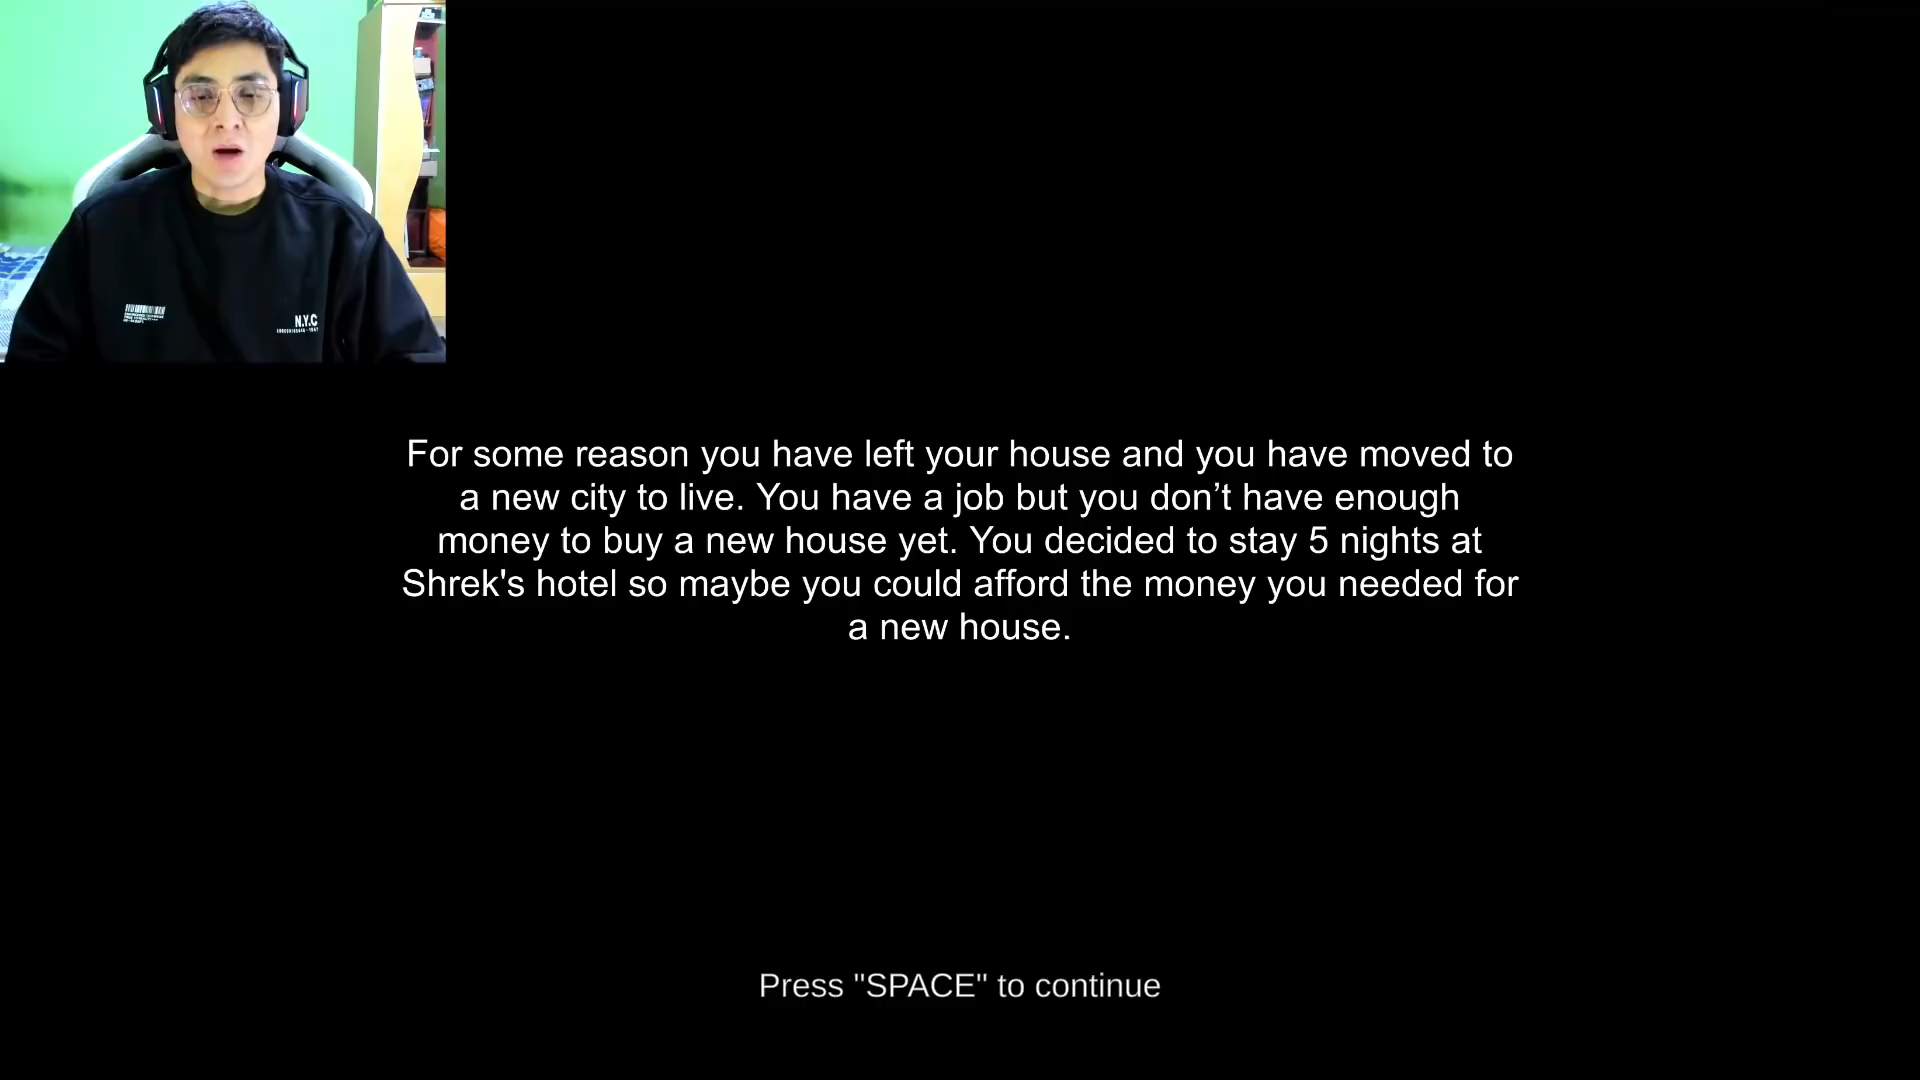 N.Y.C
For some reason you have left your house and you have moved to
a new city to live. You have a job but you don’t have enough
money to buy a new house yet. You decided to stay 5 nights at
Shrek's hotel so maybe you could afford the money you needed for
a new house.
Press "SPACE" to continue